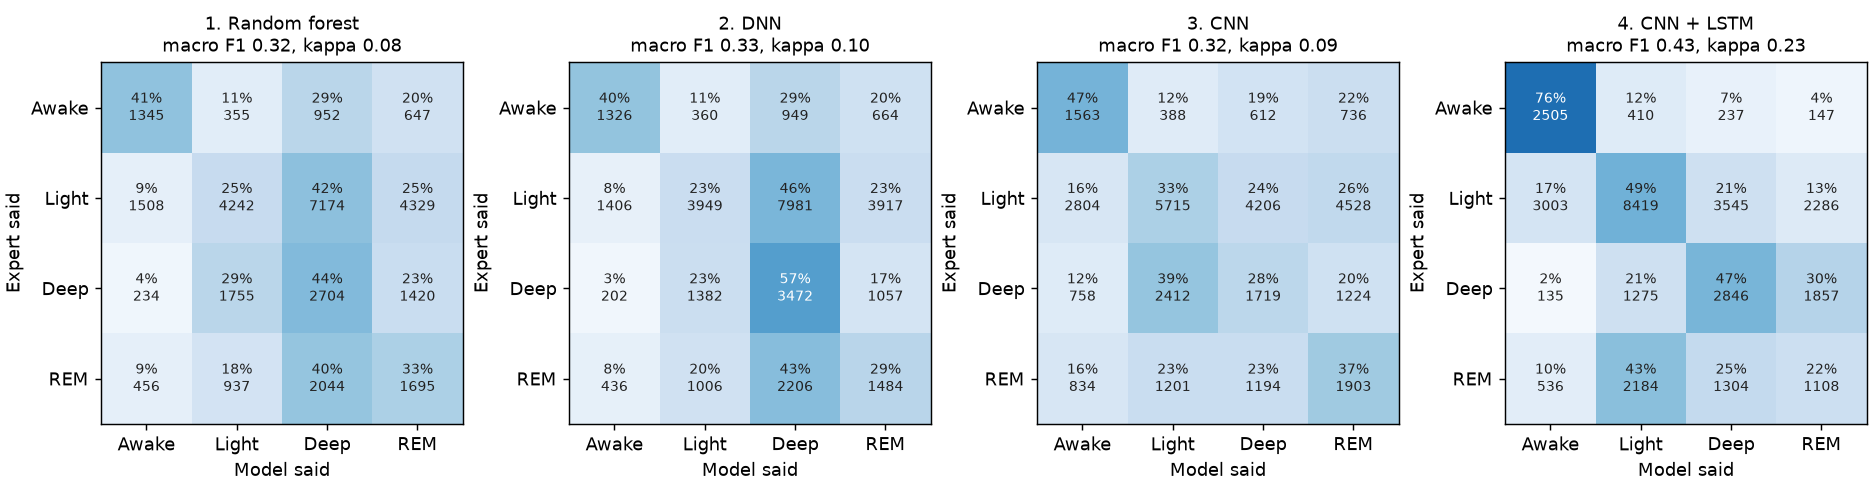 1. Random forest
macro F1 0.32, kappa 0.08
Expert said
Awake
41% 11% 29% 20%
1345 355 952 647
Light
9% 25% 42% 25%
1508 4242 7174 4329
Deep
4% 29% 44% 23%
234 1755 2704 1420
REM
9% 18% 40% 33%
456 937 2044 1695
Awake Light Deep REM
Model said
2. DNN
macro F1 0.33, kappa 0.10
Expert said
Awake
40% 11% 29% 20%
1326 360 949 664
Light
8% 23% 46% 23%
1406 3949 7981 3917
Deep
3% 23% 57% 17%
202 1382 3472 1057
REM
8% 20% 43% 29%
436 1006 2206 1484
Awake Light Deep REM
Model said
3. CNN
macro F1 0.32, kappa 0.09
Expert said
Awake
47% 12% 19% 22%
1563 388 612 736
Light
16% 33% 24% 26%
2804 5715 4206 4528
Deep
12% 39% 28% 20%
758 2412 1719 1224
REM
16% 23% 23% 37%
834 1201 1194 1903
Awake Light Deep REM
Model said
4. CNN + LSTM
macro F1 0.43, kappa 0.23
Expert said
Awake
76% 12% 7% 4%
2505 410 237 147
Light
17% 49% 21% 13%
3003 8419 3545 2286
Deep
2% 21% 47% 30%
135 1275 2846 1857
REM
10% 43% 25% 22%
536 2184 1304 1108
Awake Light Deep REM
Model said